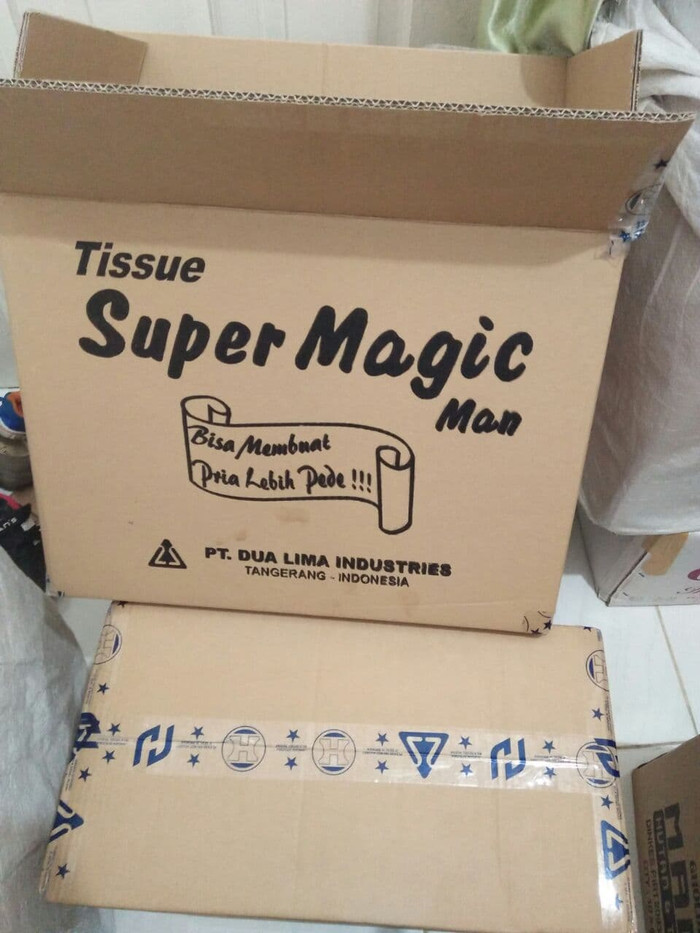 Tissue
Super Magic
Man
Bisa Membuat
Pria Lebih Pede !!!
PT. DUA LIMA INDUSTRIES
TANGERANG - INDONESIA